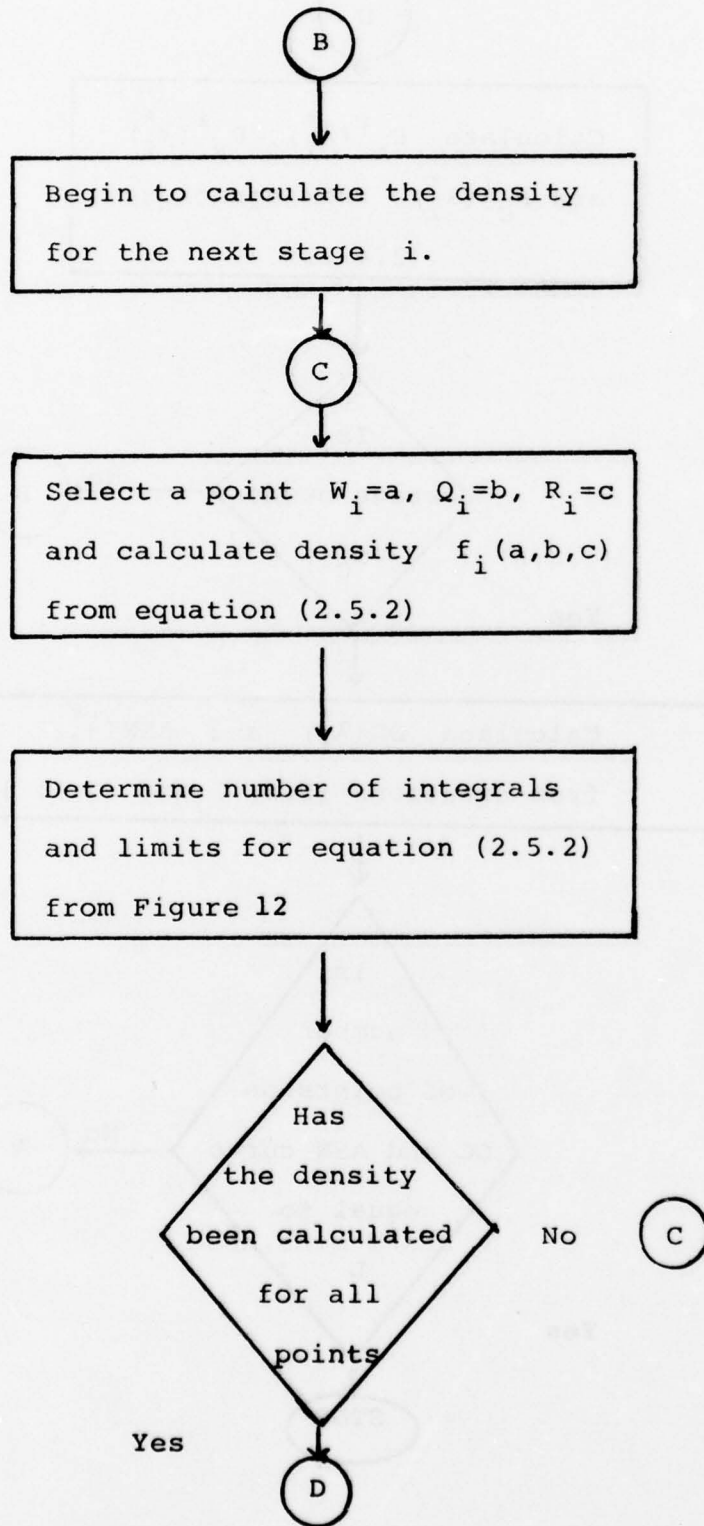 B
Begin to calculate the density
for the next stage i.
C
Select a point W_i=a, Q_i=b, R_i=c
and calculate density f_i(a,b,c)
from equation (2.5.2)
Determine number of integrals
and limits for equation (2.5.2)
from Figure 12
Has
the density
been calculated
for all
points
No
C
Yes
D